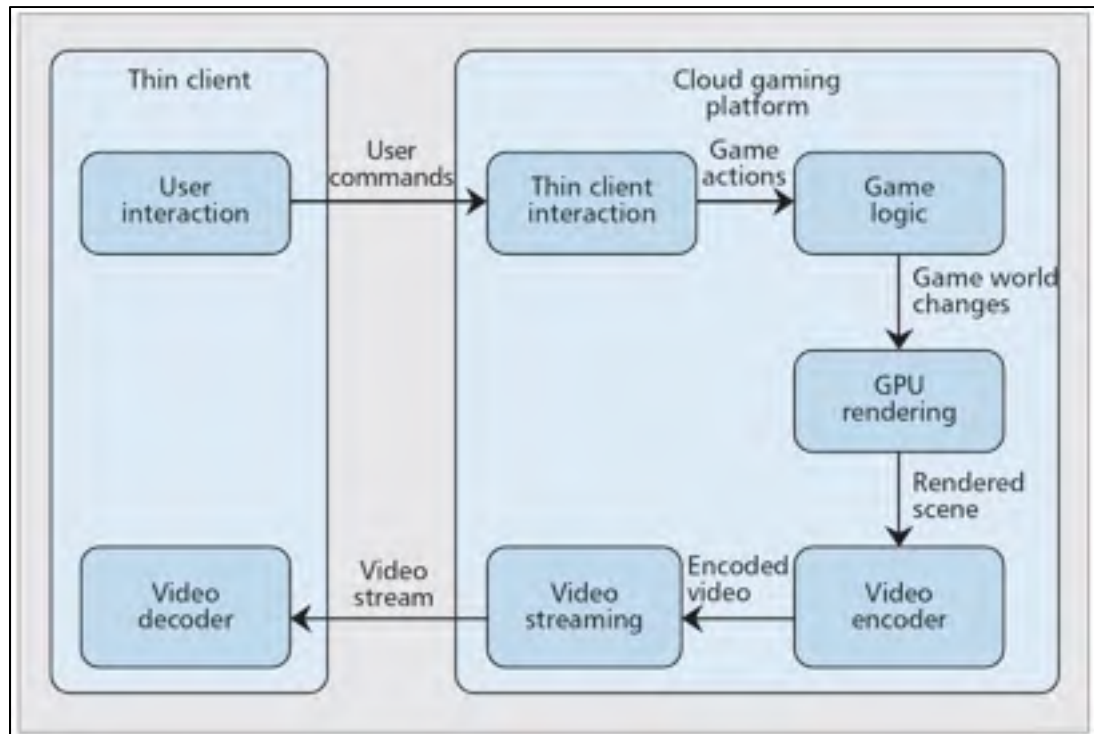 Thin client
Cloud gaming
platform
User
interaction
User
commands
Thin client
interaction
Game
actions
Game
logic
Game world
changes
GPU
rendering
Rendered
scene
Video
encoder
Encoded
video
Video
streaming
Video
stream
Video
decoder